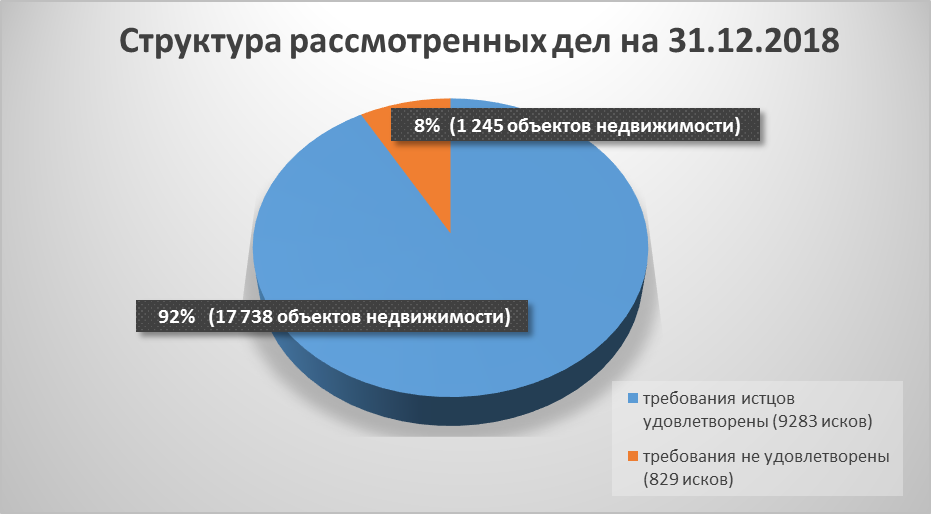 Структура рассмотренных дел на 31.12.2018
8% (1 245 объектов недвижимости)
92% (17 738 объектов недвижимости)
требования истцов
удовлетворены (9283 исков)
требования не удовлетворены
(829 исков)